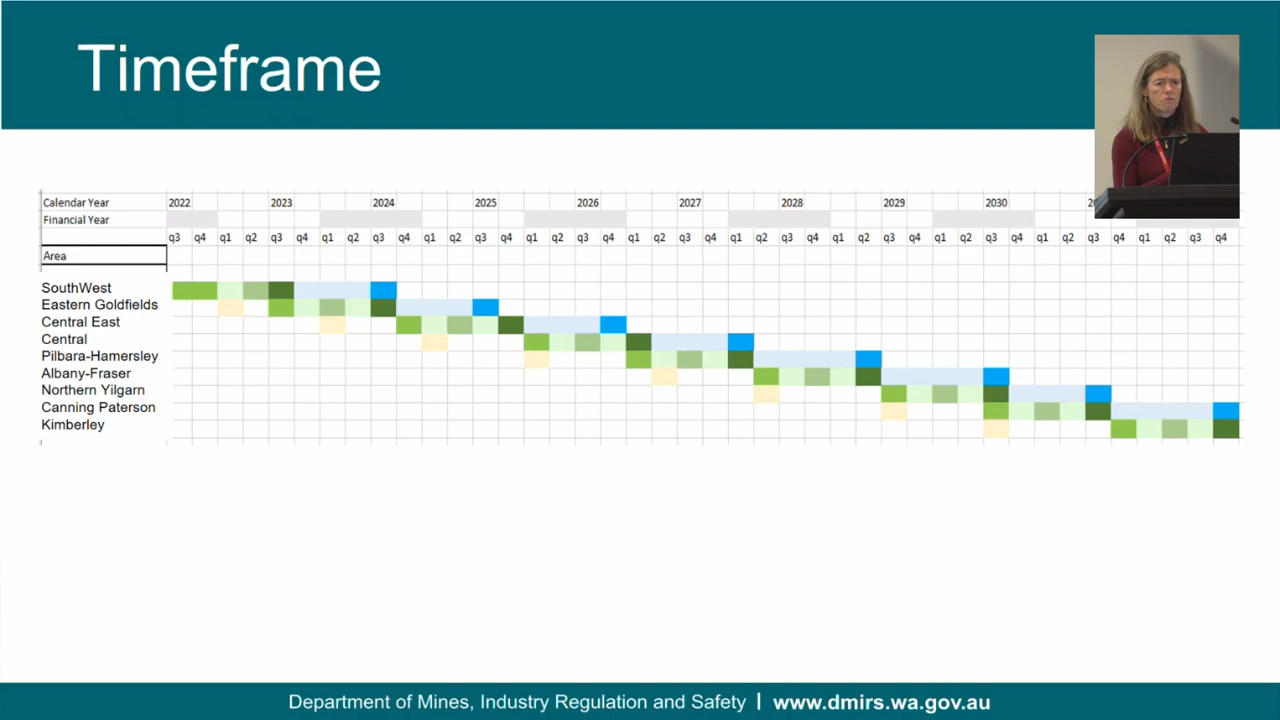 Timeframe
Calendar Year 2022 2023 2024 2025 2026 2027 2028 2029 2030
Financial Year
q3 q4 q1 q2 q3 q4 q1 q2 q3 q4 q1 q2 q3 q4 q1 q2 q3 q4 q1 q2 q3 q4 q1 q2 q3 q4 q1 q2 q3 q4 q1 q2 q3 q4 q1 q2 q3 q4 q1 q2 q3 q4
Area
SouthWest
Eastern Goldfields
Central East
Central
Pilbara-Hamersley
Albany-Fraser
Northern Yilgarn
Canning Paterson
Kimberley
Department of Mines, Industry Regulation and Safety | www.dmirs.wa.gov.au